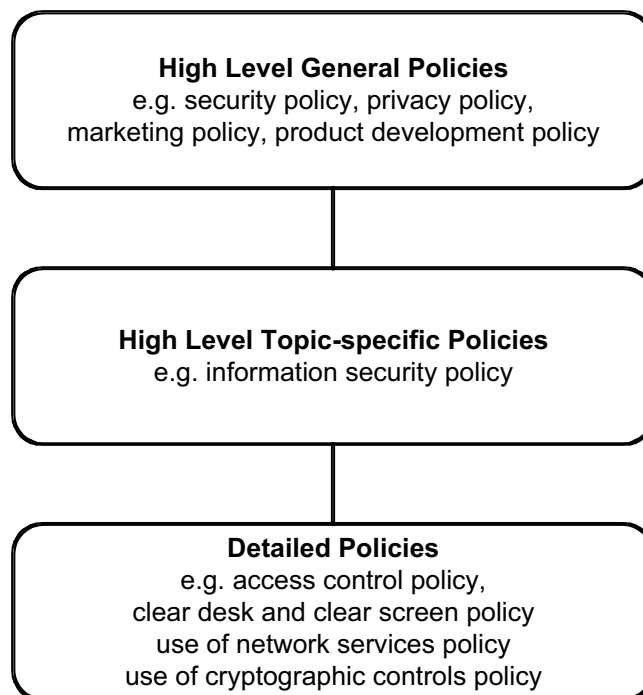 High Level General Policies
e.g. security policy, privacy policy,
marketing policy, product development policy
High Level Topic-specific Policies
e.g. information security policy
Detailed Policies
e.g. access control policy,
clear desk and clear screen policy
use of network services policy
use of cryptographic controls policy